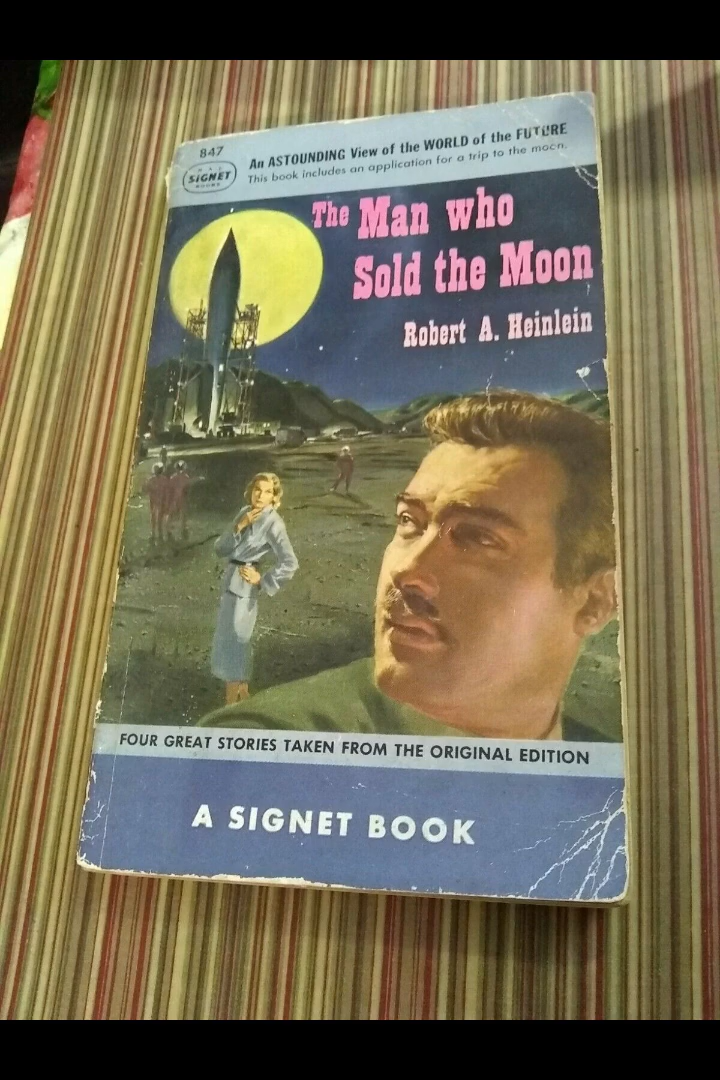 847
NAL
SIGNET
BOOKS
An ASTOUNDING View of the WORLD of the FUTURE
This book includes an application for a trip to the moon.
The Man who
Sold the Moon
Robert A. Heinlein
FOUR GREAT STORIES TAKEN FROM THE ORIGINAL EDITION
A SIGNET BOOK